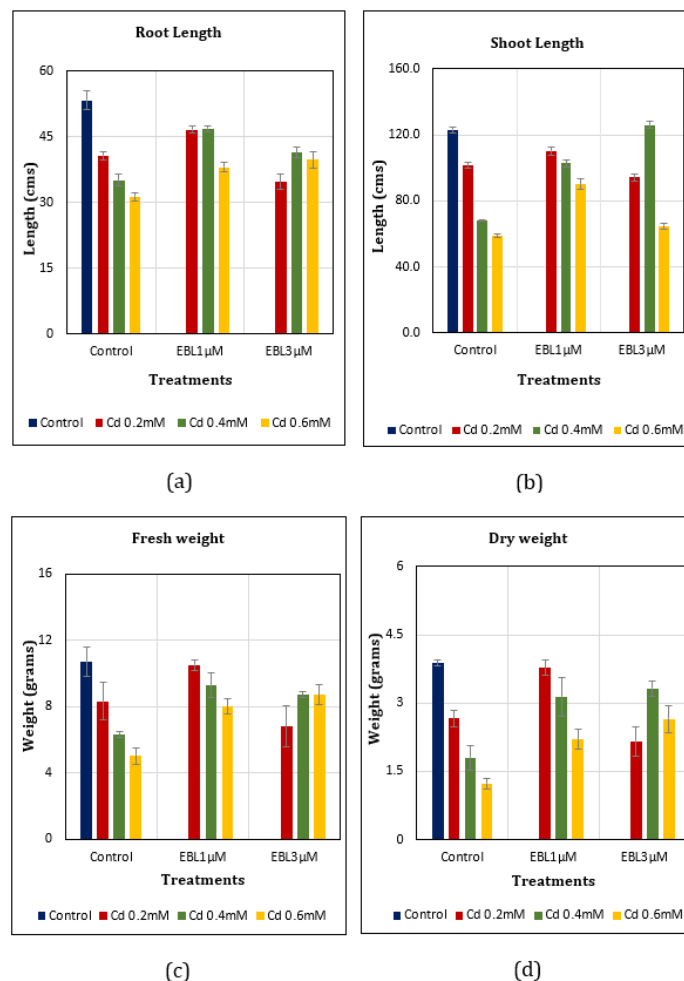 Root Length
60
45
30
15
0
Length (cms)
Control EBL1µM EBL3µM
Treatments
Control Cd 0.2mM Cd 0.4mM Cd 0.6mM
(a)
Shoot Length
160.0
120.0
80.0
40.0
0.0
Length (cms)
Control EBL1µM EBL3µM
Treatments
Control Cd 0.2mM Cd 0.4mM Cd 0.6mM
(b)
Fresh weight
16
12
8
4
0
Weight (grams)
Control EBL1µM EBL3µM
Treatments
Control Cd 0.2mM Cd 0.4mM Cd 0.6mM
(c)
Dry weight
6
4.5
3
1.5
0
Weight (grams)
Control EBL1µM EBL3µM
Treatments
Control Cd 0.2mM Cd 0.4mM Cd 0.6mM
(d)